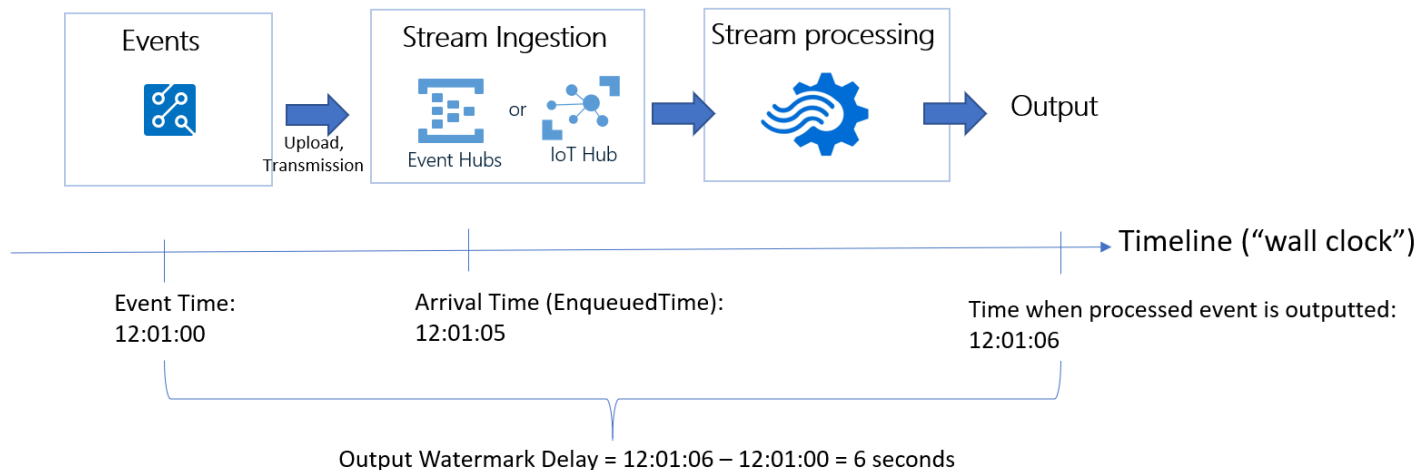 Events
Stream Ingestion
Stream processing
or
Event Hubs
IoT Hub
Upload,
Transmission
Output
Timeline (“wall clock”)
Event Time:
12:01:00
Arrival Time (EnqueuedTime):
12:01:05
Time when processed event is outputted:
12:01:06
Output Watermark Delay = 12:01:06 – 12:01:00 = 6 seconds